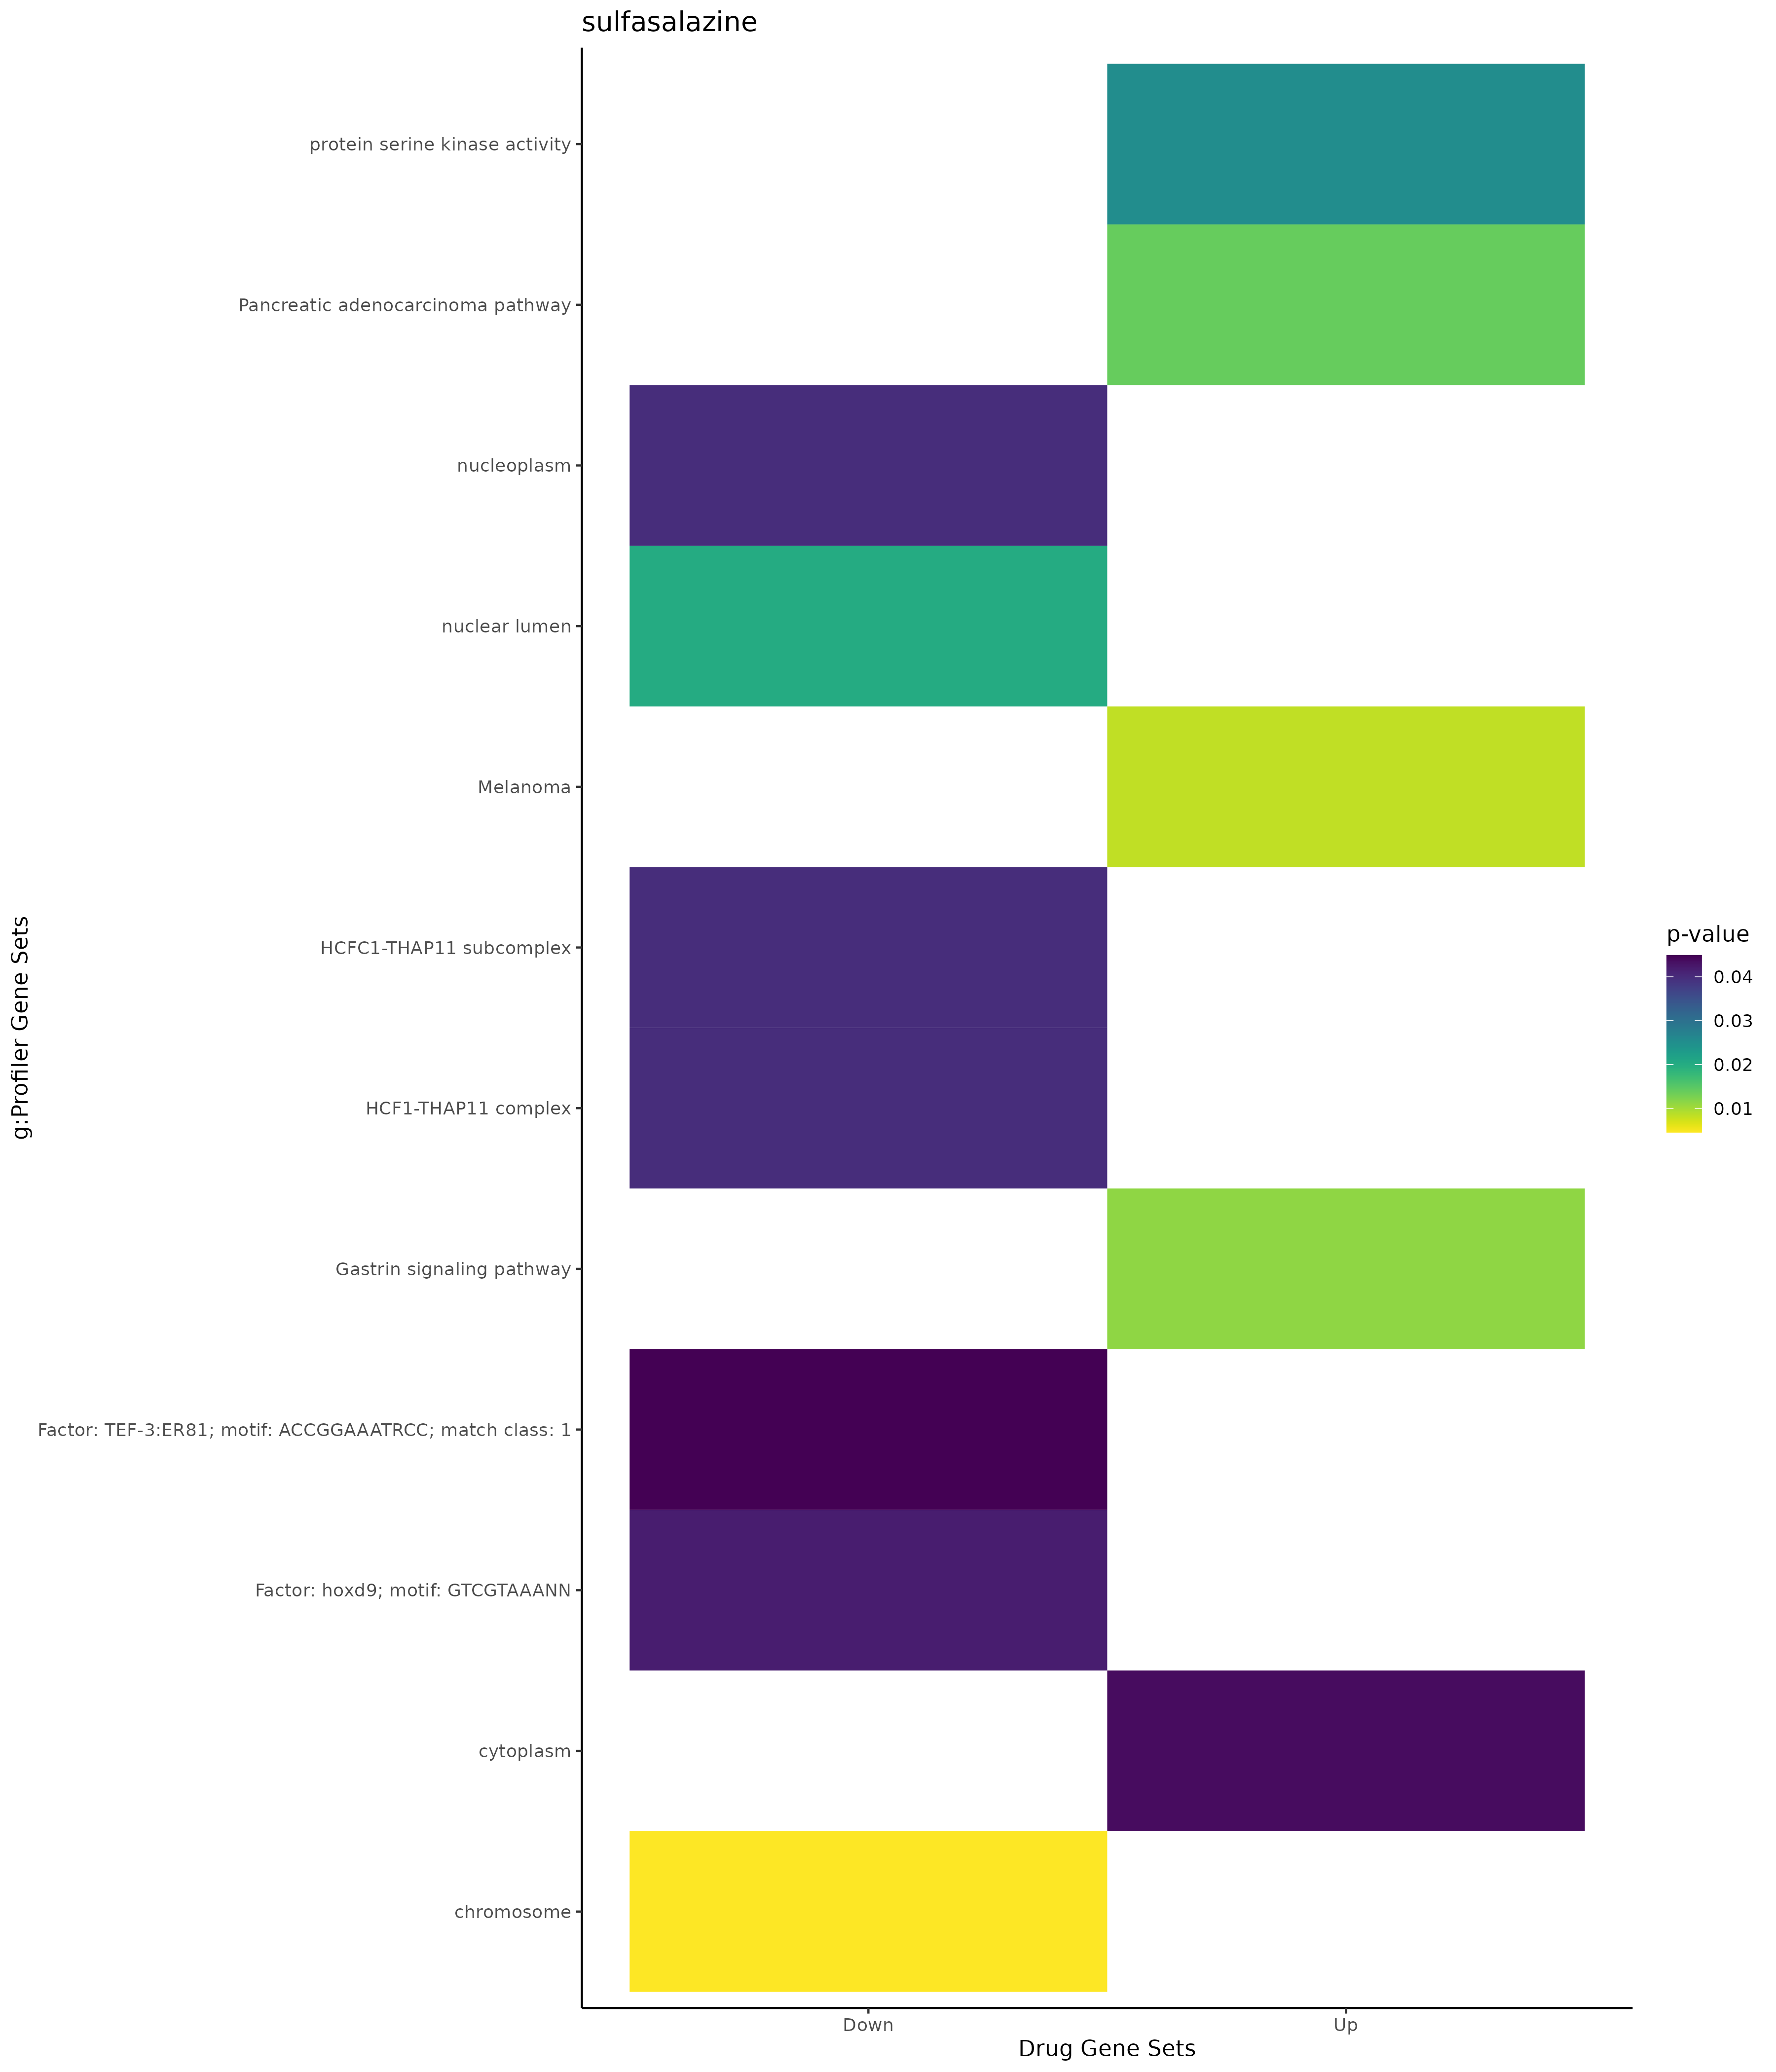 sulfasalazine
protein serine kinase activity
Pancreatic adenocarcinoma pathway
nucleoplasm
nuclear lumen
Melanoma
HCFC1-THAP11 subcomplex
HCF1-THAP11 complex
Gastrin signaling pathway
Factor: TEF-3:ER81; motif: ACCGGAAATRCC; match class: 1
Factor: hoxd9; motif: GTCGTAAANN
cytoplasm
chromosome
g:Profiler Gene Sets
Down
Up
Drug Gene Sets
p-value
0.04
0.03
0.02
0.01